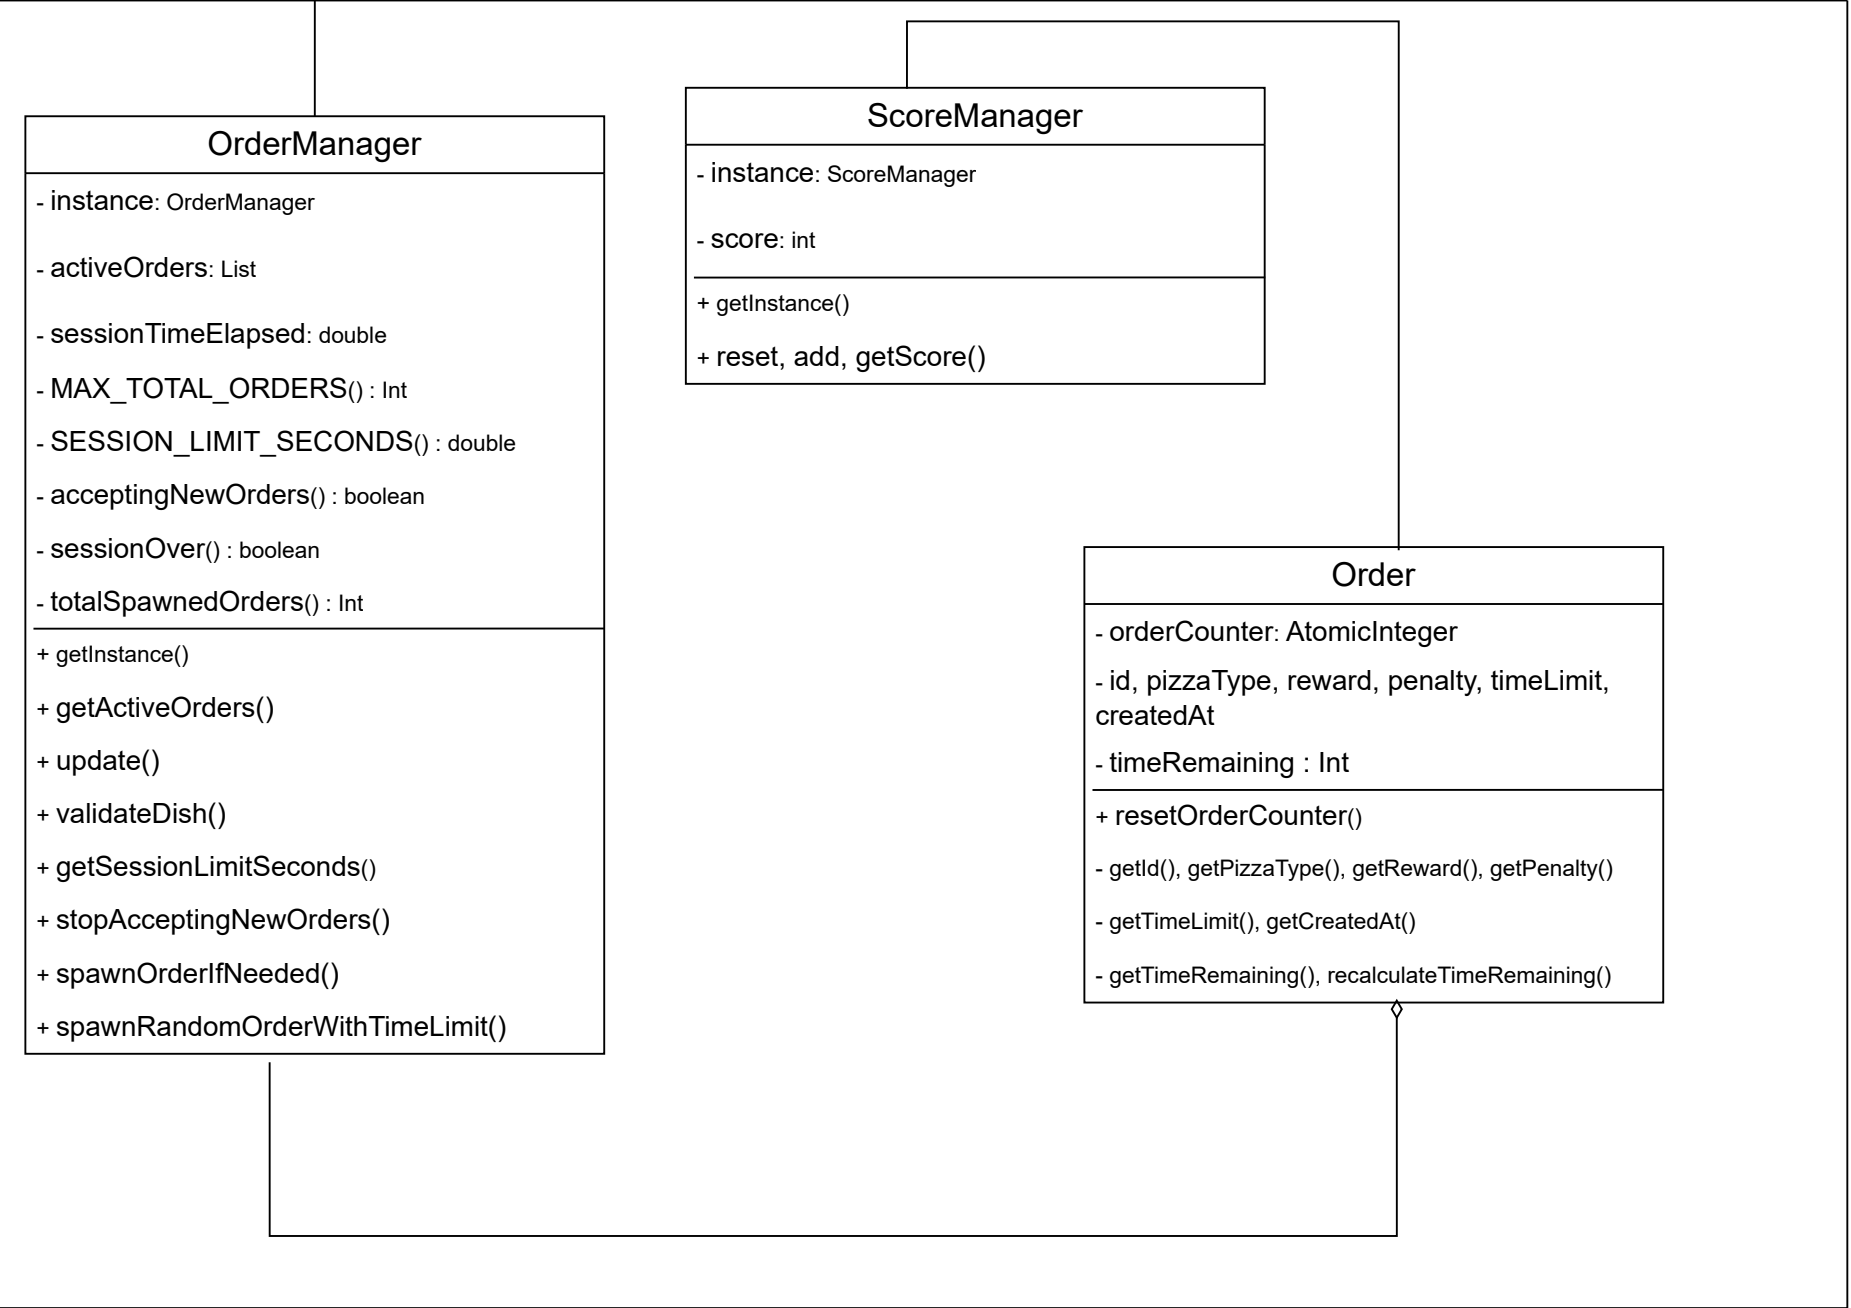 OrderManager
- instance: OrderManager
- activeOrders: List
- sessionTimeElapsed: double
- MAX_TOTAL_ORDERS() : Int
- SESSION_LIMIT_SECONDS() : double
- acceptingNewOrders() : boolean
- sessionOver() : boolean
- totalSpawnedOrders() : Int
+ getInstance()
+ getActiveOrders()
+ update()
+ validateDish()
+ getSessionLimitSeconds()
+ stopAcceptingNewOrders()
+ spawnOrderIfNeeded()
+ spawnRandomOrderWithTimeLimit()
ScoreManager
- instance: ScoreManager
- score: int
+ getInstance()
+ reset, add, getScore()
Order
- orderCounter: AtomicInteger
- id, pizzaType, reward, penalty, timeLimit,
createdAt
- timeRemaining : Int
+ resetOrderCounter()
- getId(), getPizzaType(), getReward(), getPenalty()
- getTimeLimit(), getCreatedAt()
- getTimeRemaining(), recalculateTimeRemaining()